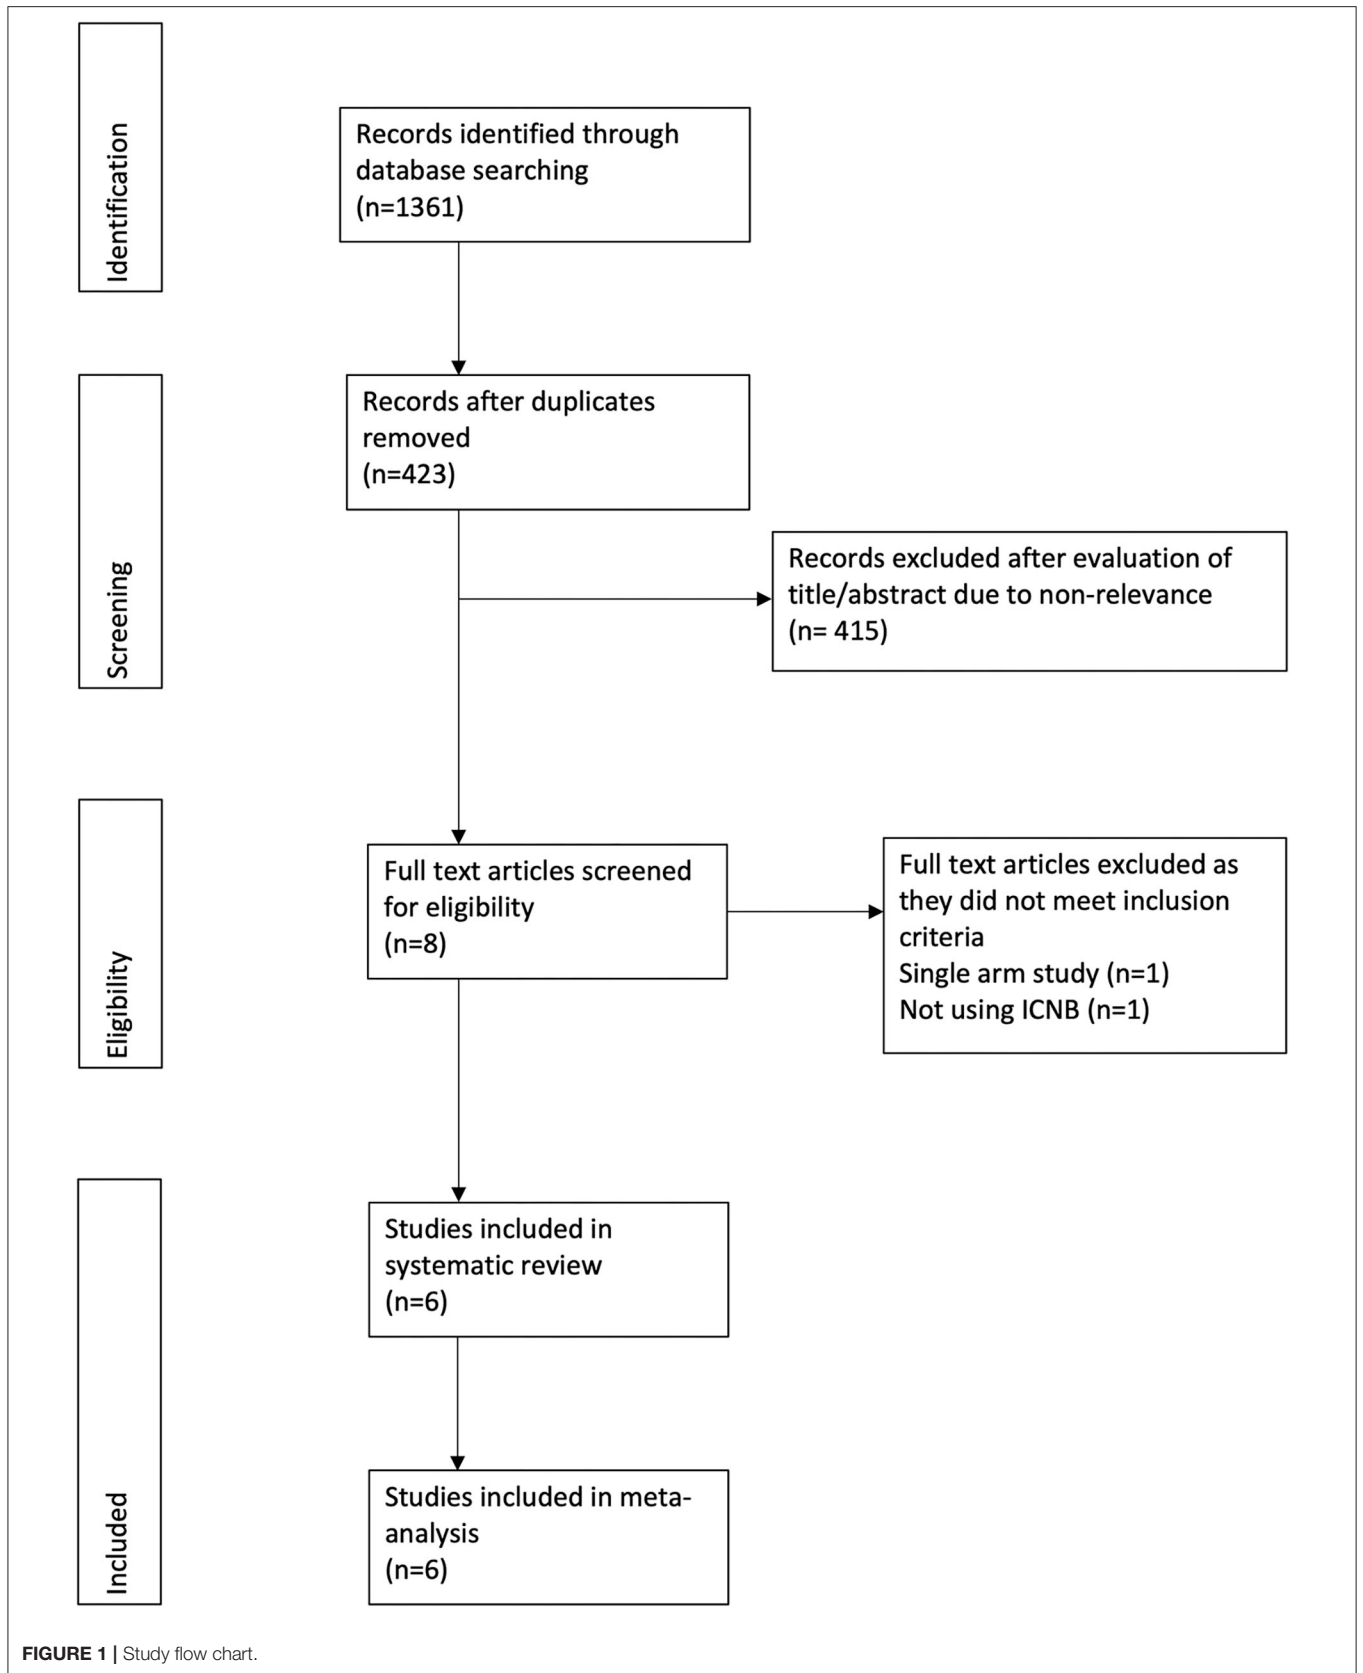 Identification
Records identified through
database searching
(n=1361)
Screening
Records after duplicates
removed
(n=423)
Records excluded after evaluation of
title/abstract due to non-relevance
(n= 415)
Eligibility
Full text articles screened
for eligibility
(n=8)
Full text articles excluded as
they did not meet inclusion
criteria
Single arm study (n=1)
Not using ICNB (n=1)
Included
Studies included in
systematic review
(n=6)
Studies included in meta-
analysis
(n=6)
FIGURE 1 | Study flow chart.